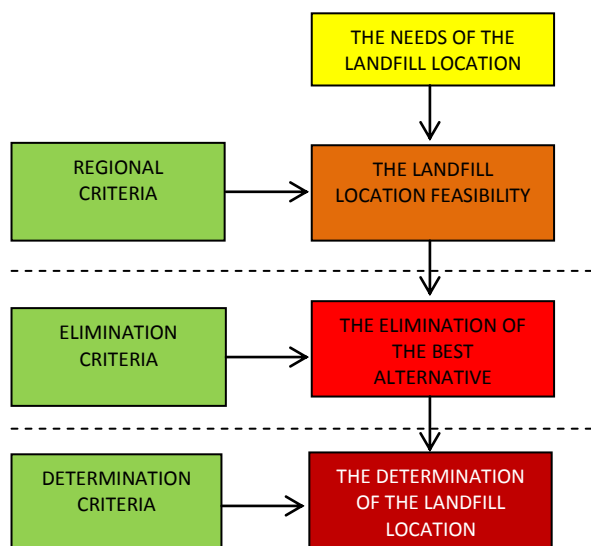 THE NEEDS OF THE
LANDFILL LOCATION
REGIONAL
CRITERIA
THE LANDFILL
LOCATION FEASIBILITY
ELIMINATION
CRITERIA
THE ELIMINATION OF
THE BEST
ALTERNATIVE
DETERMINATION
CRITERIA
THE DETERMINATION
OF THE LANDFILL
LOCATION